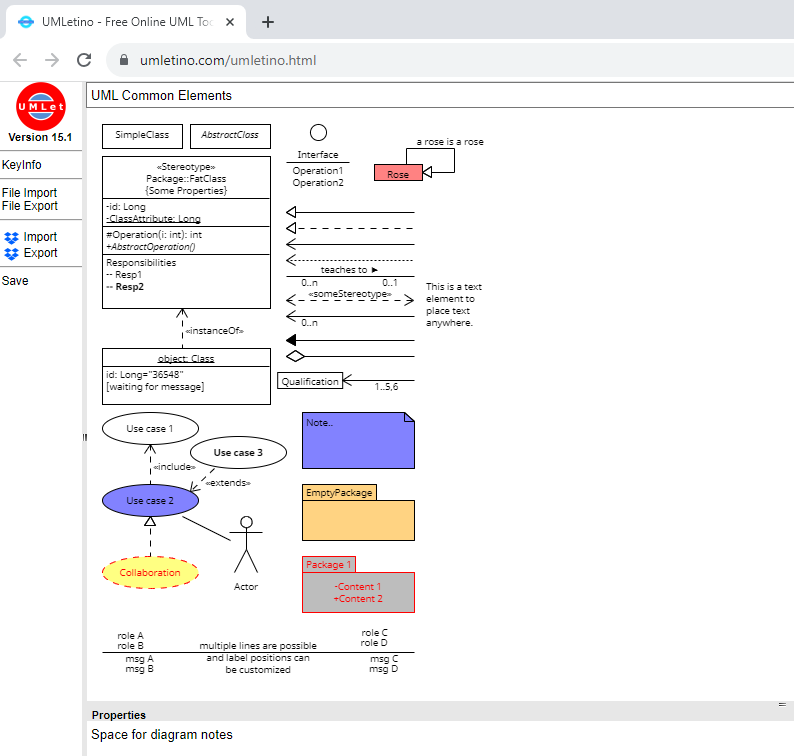 UMLetino - Free Online UML Too
umletino.com/umletino.html
UMLet
Version 15.1
KeyInfo
File Import
File Export
Import
Export
Save
UML Common Elements
SimpleClass
AbstractClass
«Stereotype»
Package::FatClass
{Some Properties}
-id: Long
-ClassAttribute: Long
#Operation(i: int): int
+AbstractOperation()
Responsibilities
-- Resp1
-- Resp2
«instanceOf»
object: Class
id: Long="36548"
[waiting for message]
Interface
Operation1
Operation2
a rose is a rose
Rose
teaches to ►
0..n 0..1
«someStereotype»
0..n
This is a text
element to
place text
anywhere.
Qualification
1..5,6
Use case 1
Use case 3
«include»
«extends»
Use case 2
Collaboration
Actor
Note..
EmptyPackage
Package 1
-Content 1
+Content 2
role A
role B
msg A
msg B
multiple lines are possible
and label positions can
be customized
role C
role D
msg C
msg D
Properties
Space for diagram notes